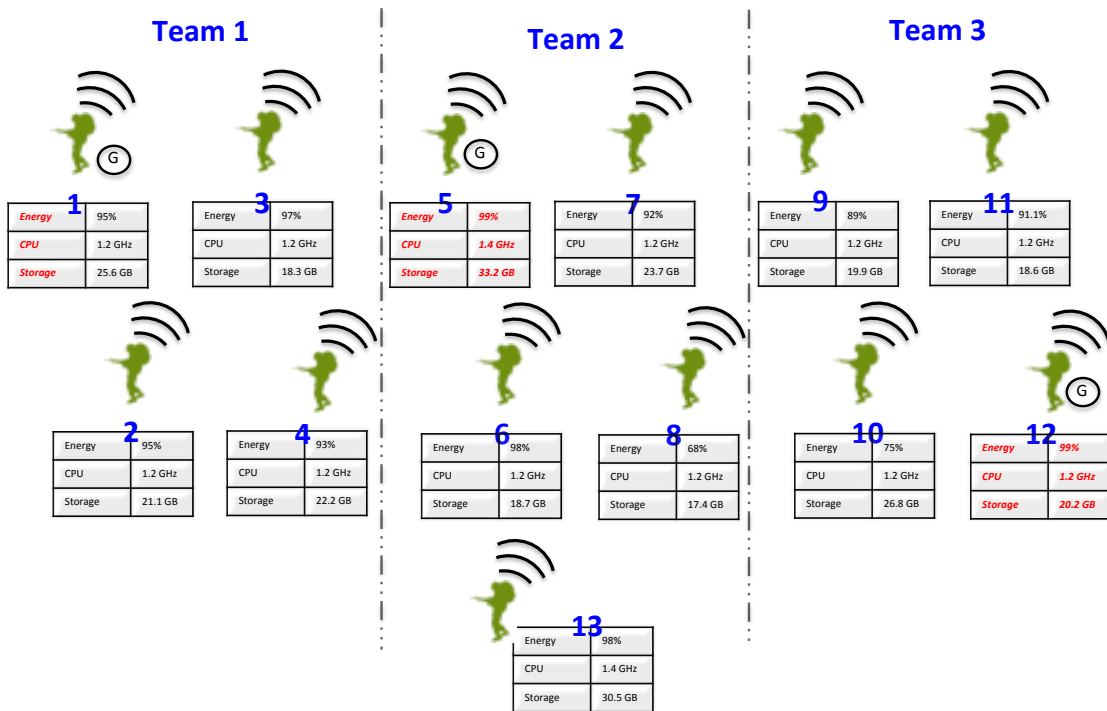 Team 1
Team 2
Team 3
G
G
1
3
5
7
9
11
Energy 95%
CPU 1.2 GHz
Storage 25.6 GB
Energy 97%
CPU 1.2 GHz
Storage 18.3 GB
Energy 99%
CPU 1.4 GHz
Storage 33.2 GB
Energy 92%
CPU 1.2 GHz
Storage 23.7 GB
Energy 89%
CPU 1.2 GHz
Storage 19.9 GB
Energy 91.1%
CPU 1.2 GHz
Storage 18.6 GB
G
2
4
6
8
10
12
Energy 95%
CPU 1.2 GHz
Storage 21.1 GB
Energy 93%
CPU 1.2 GHz
Storage 22.2 GB
Energy 98%
CPU 1.2 GHz
Storage 18.7 GB
Energy 68%
CPU 1.2 GHz
Storage 17.4 GB
Energy 75%
CPU 1.2 GHz
Storage 26.8 GB
Energy 99%
CPU 1.2 GHz
Storage 20.2 GB
13
Energy 98%
CPU 1.4 GHz
Storage 30.5 GB